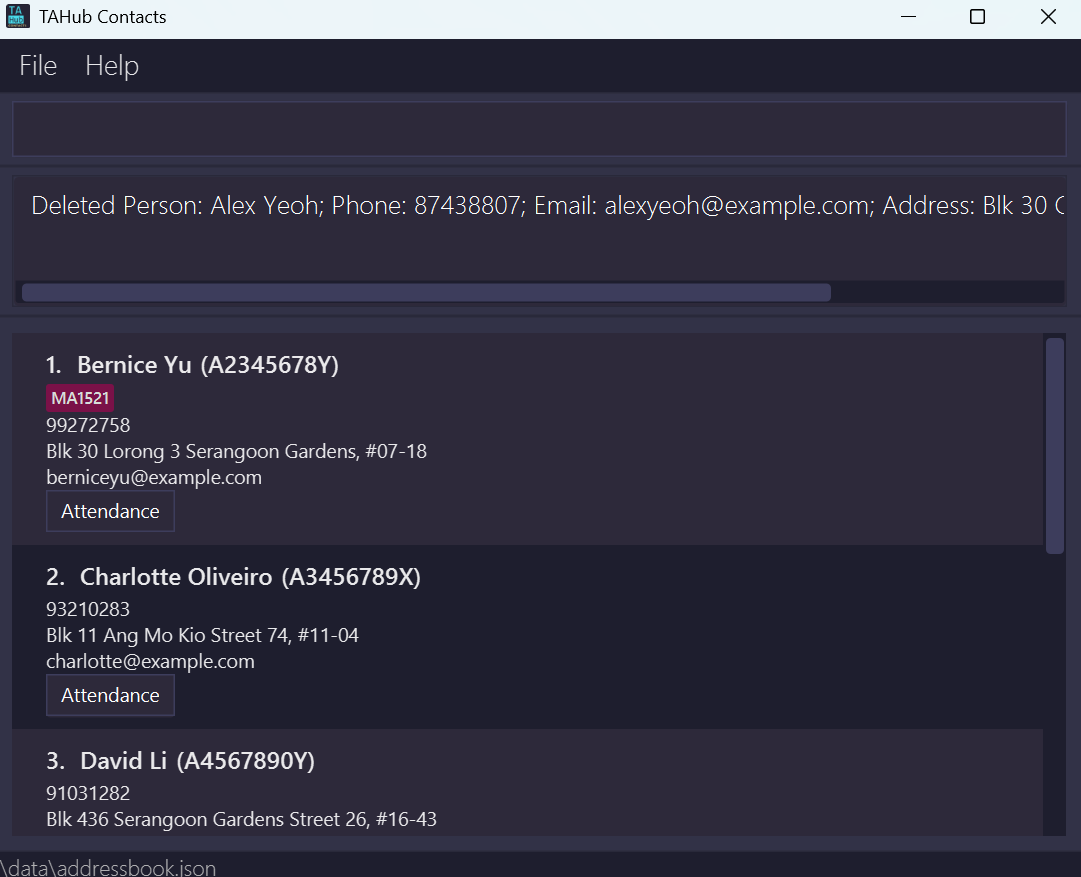 TA
Hub
TAHub Contacts
File Help
Deleted Person: Alex Yeoh; Phone: 87438807; Email: alexyeoh@example.com; Address: Blk 30
1. Bernice Yu (A2345678Y)
MA1521
99272758
Blk 30 Lorong 3 Serangoon Gardens, #07-18
berniceyu@example.com
Attendance
2. Charlotte Oliveiro (A3456789X)
93210283
Blk 11 Ang Mo Kio Street 74, #11-04
charlotte@example.com
Attendance
3. David Li (A4567890Y)
91031282
Blk 436 Serangoon Gardens Street 26, #16-43
\data\addressbook.json